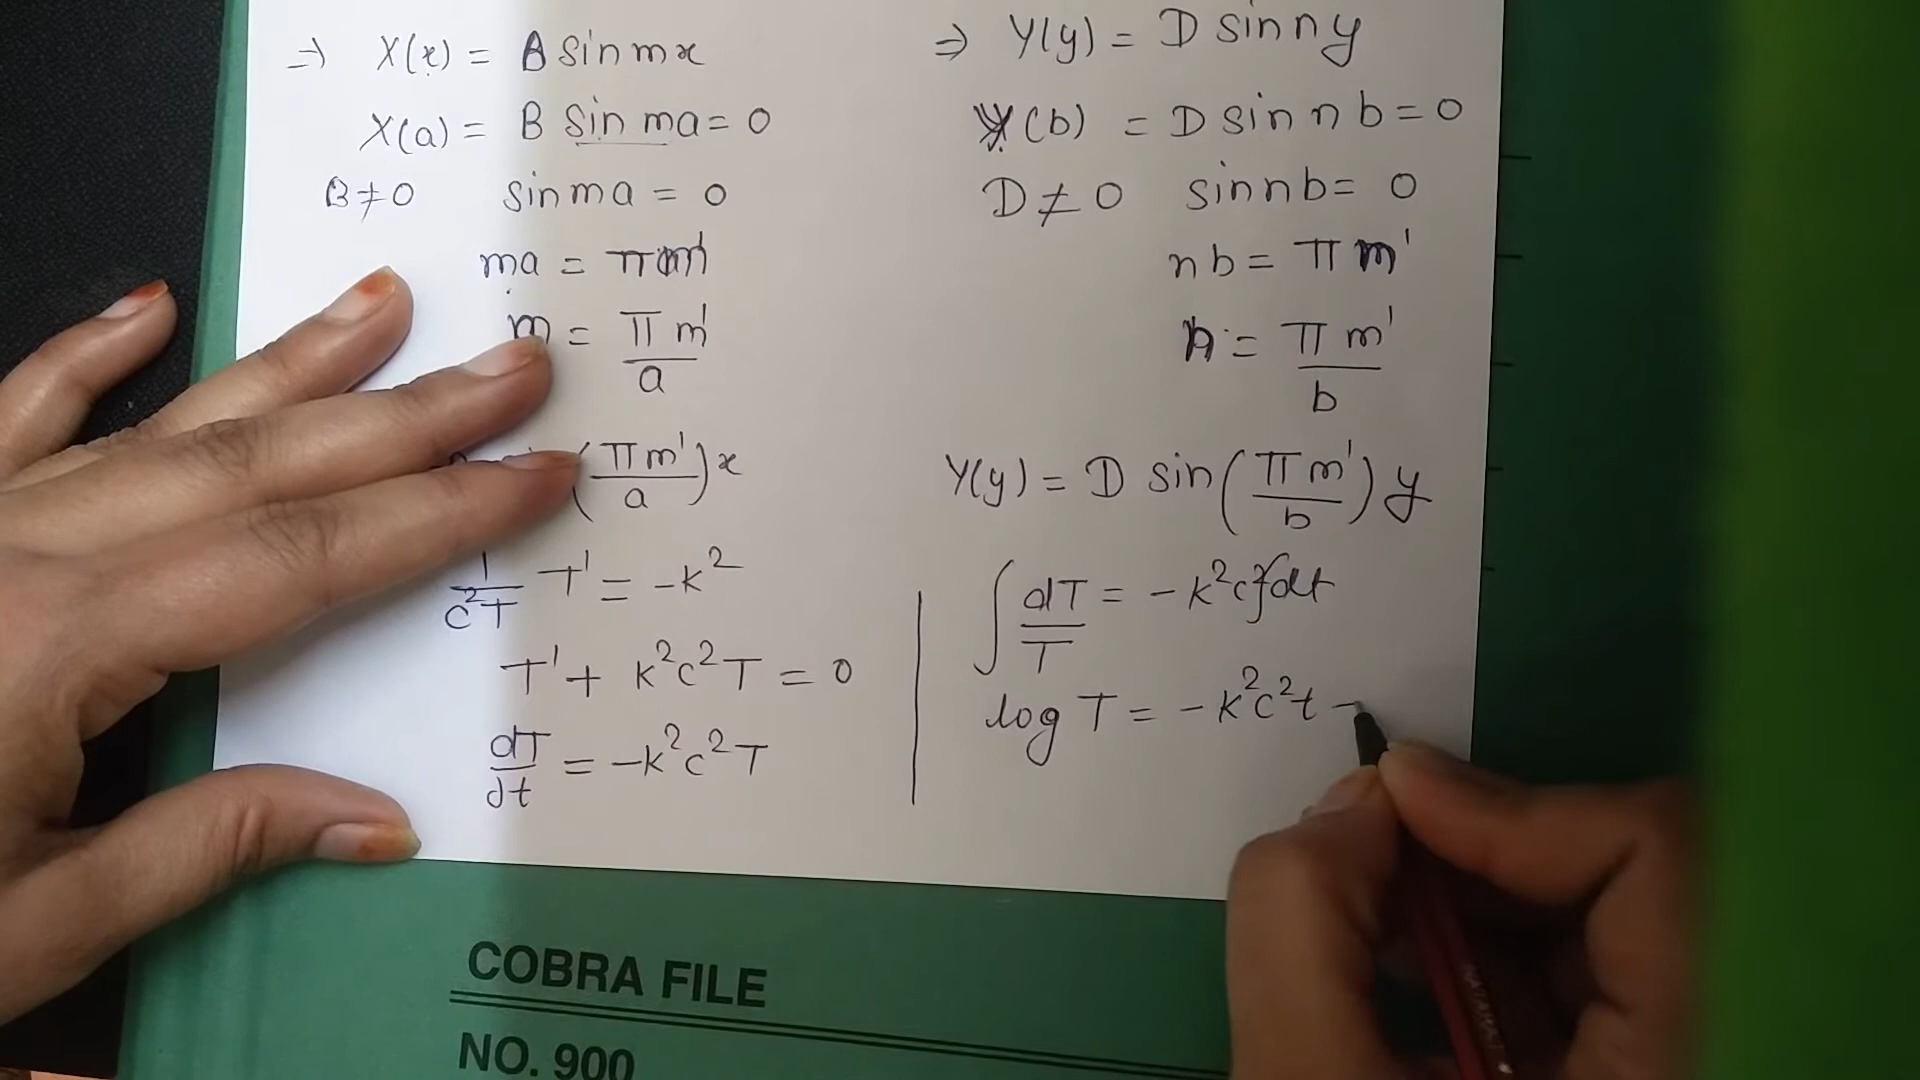 ⇒ X(x) = B sin mx
X(a) = B sin ma = 0
B ≠ 0 sin ma = 0
ma = πm'
m = πm'/a
(πm'/a)x
1/c²T T' = -k²
T' + k²c²T = 0
dT/dt = -k²c²T
⇒ Y(y) = D sin ny
Y(b) = D sin nb = 0
D ≠ 0 sin nb = 0
nb = πm'
n = πm'/b
Y(y) = D sin(πm'/b)y
∫dT/T = -k²c²∫dt
log T = -k²c²t -
COBRA FILE
NO. 900
NATARAJ